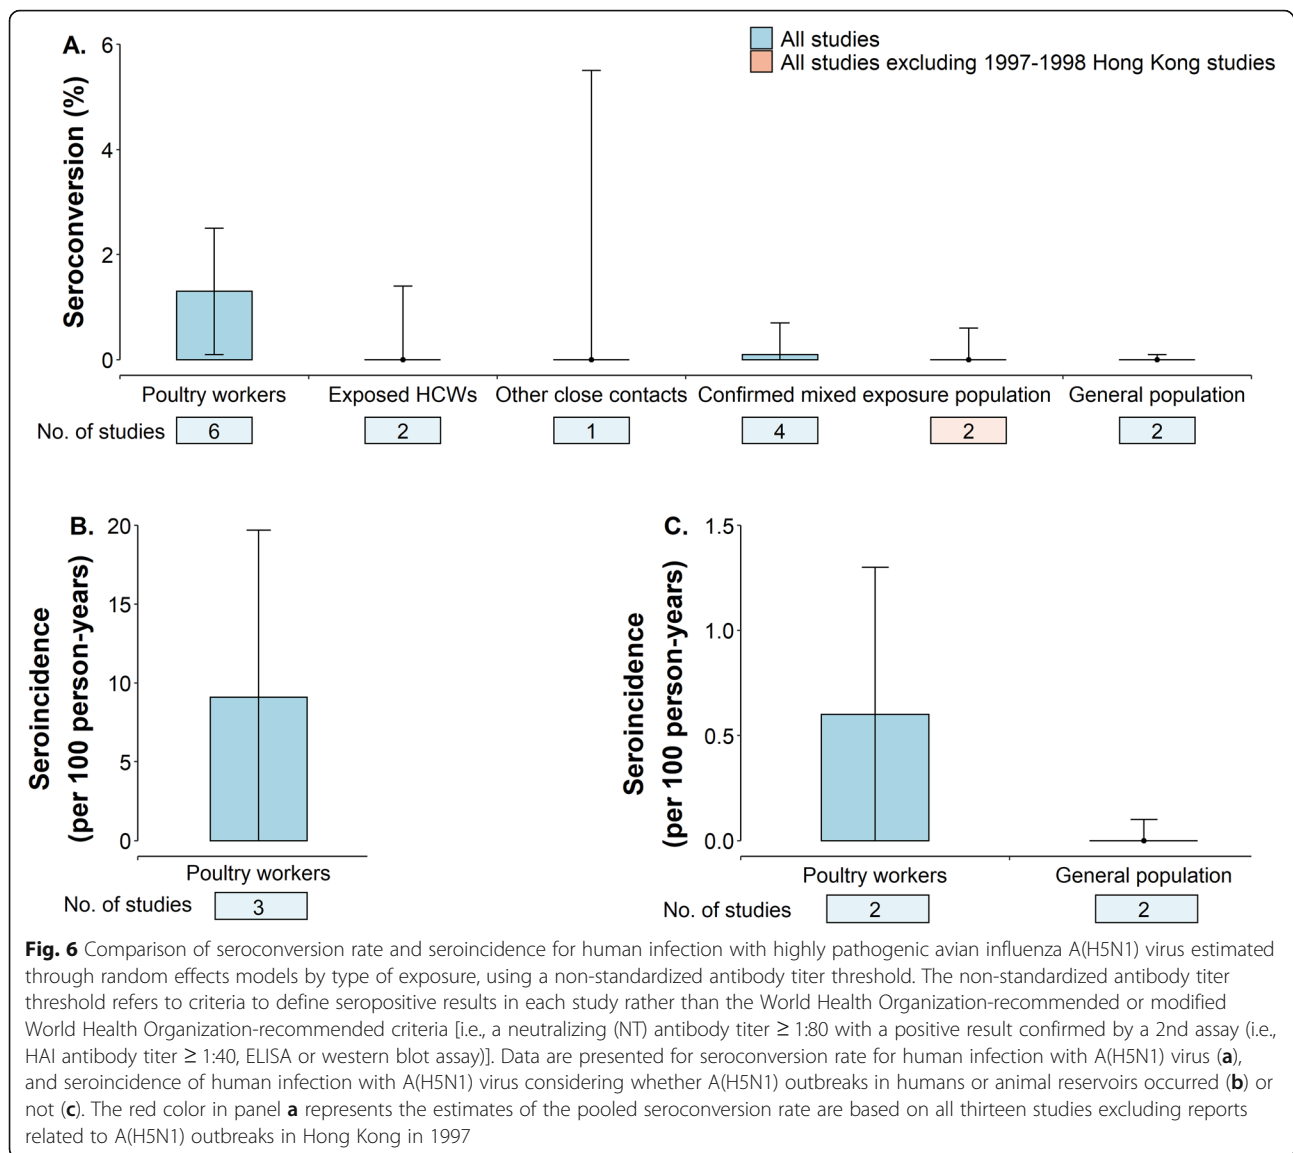 A.
All studies
All studies excluding 1997-1998 Hong Kong studies
Seroconversion (%)
6
4
2
0
Poultry workers Exposed HCWs Other close contacts Confirmed mixed exposure population General population
No. of studies 6 2 1 4 2 2
B.
Seroincidence
(per 100 person-years)
20
15
10
5
0
Poultry workers
No. of studies 3
C.
Seroincidence
(per 100 person-years)
1.5
1.0
0.5
0.0
Poultry workers General population
No. of studies 2 2
Fig. 6 Comparison of seroconversion rate and seroincidence for human infection with highly pathogenic avian influenza A(H5N1) virus estimated
through random effects models by type of exposure, using a non-standardized antibody titer threshold. The non-standardized antibody titer
threshold refers to criteria to define seropositive results in each study rather than the World Health Organization-recommended or modified
World Health Organization-recommended criteria [i.e., a neutralizing (NT) antibody titer ≥ 1:80 with a positive result confirmed by a 2nd assay (i.e.,
HAI antibody titer ≥ 1:40, ELISA or western blot assay)]. Data are presented for seroconversion rate for human infection with A(H5N1) virus (a),
and seroincidence of human infection with A(H5N1) virus considering whether A(H5N1) outbreaks in humans or animal reservoirs occurred (b) or
not (c). The red color in panel a represents the estimates of the pooled seroconversion rate are based on all thirteen studies excluding reports
related to A(H5N1) outbreaks in Hong Kong in 1997